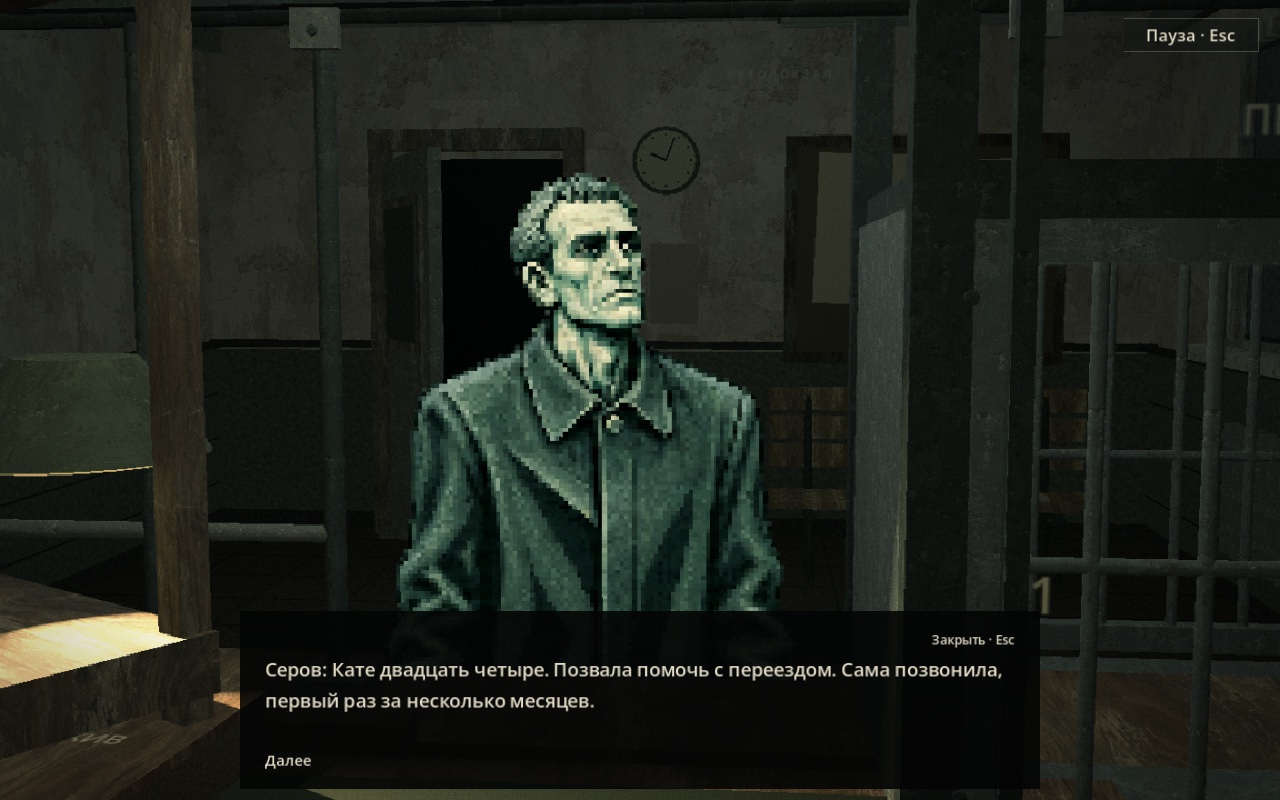 Пауза · Esc
АВТОВОКЗАЛ
Закрыть · Esc
Серов: Кате двадцать четыре. Позвала помочь с переездом. Сама позвонила,
первый раз за несколько месяцев.
Далее